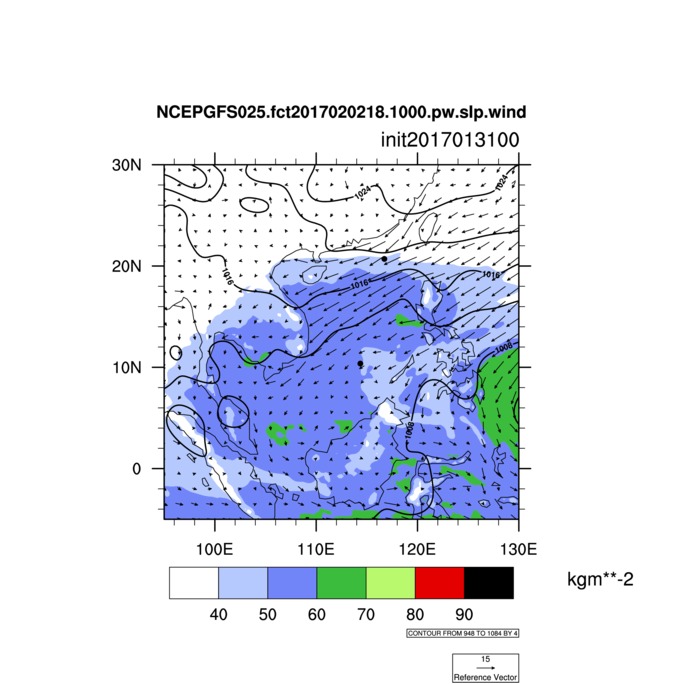 NCEPGFS025.fct2017020218.1000.pw.slp.wind
init2017013100
30N
20N
10N
0
1024
1024
1016
1016
1016
1008
1008
100E 110E 120E 130E
40 50 60 70 80 90
kgm**-2
CONTOUR FROM 948 TO 1084 BY 4
15
Reference Vector